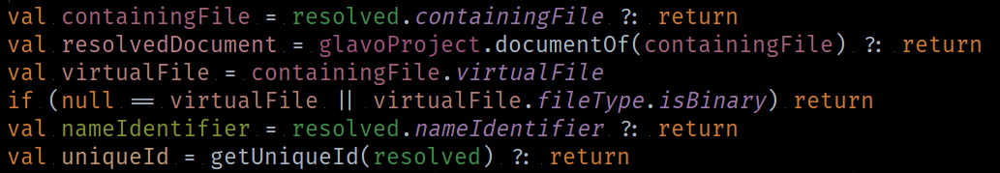 val containingFile = resolved.containingFile ?: return
val resolvedDocument = glavoProject.documentOf(containingFile) ?: return
val virtualFile = containingFile.virtualFile
if (null == virtualFile || virtualFile.fileType.isBinary) return
val nameIdentifier = resolved.nameIdentifier ?: return
val uniqueId = getUniqueId(resolved) ?: return